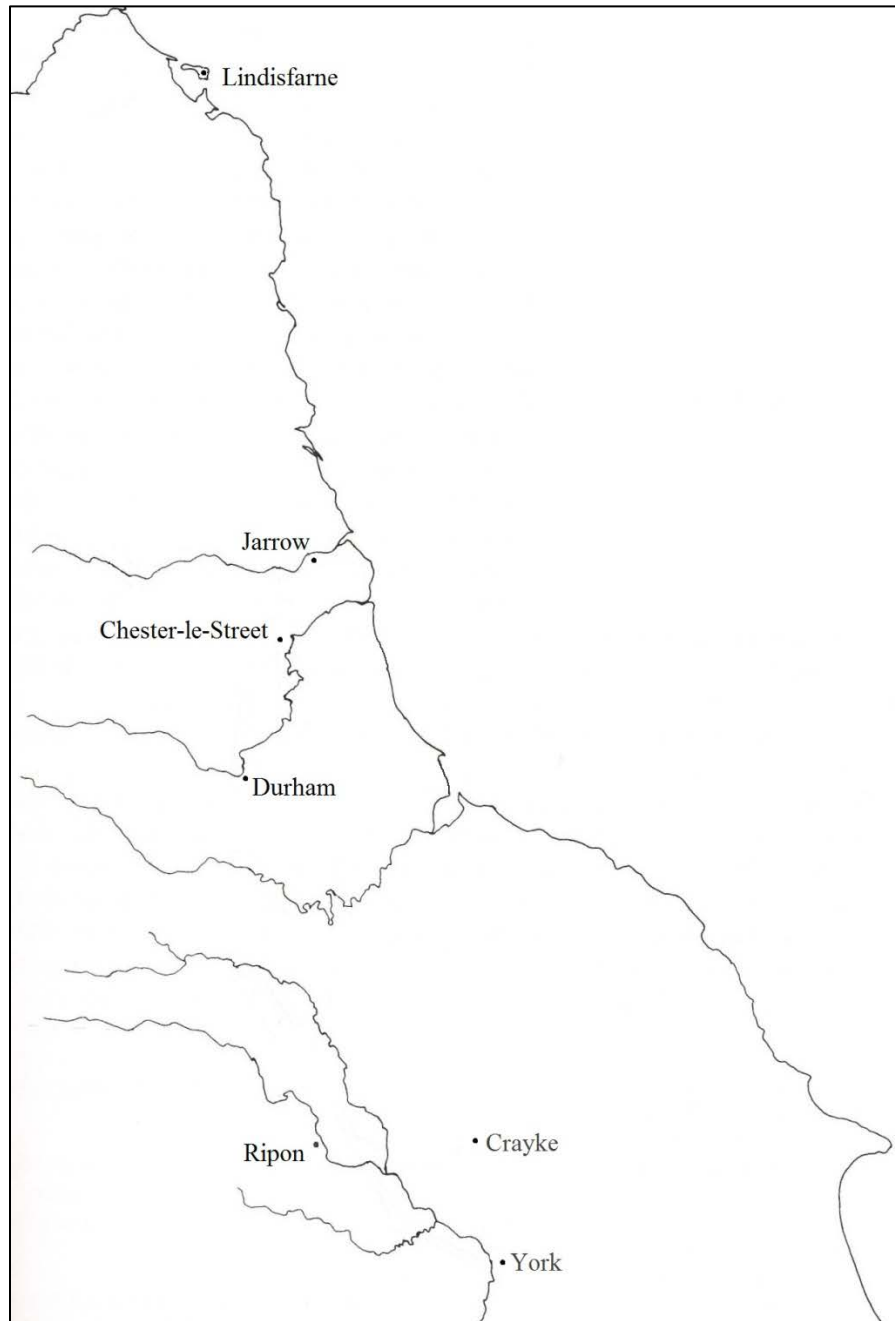 Lindisfarne
Jarrow
Chester-le-Street
Durham
Ripon
Crayke
York